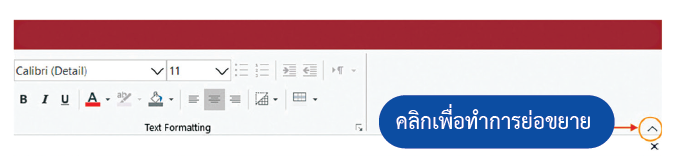 Calibri (Detail) 11
B I U A aby
Text Formatting
คลิกเพื่อทำการย่อขยาย